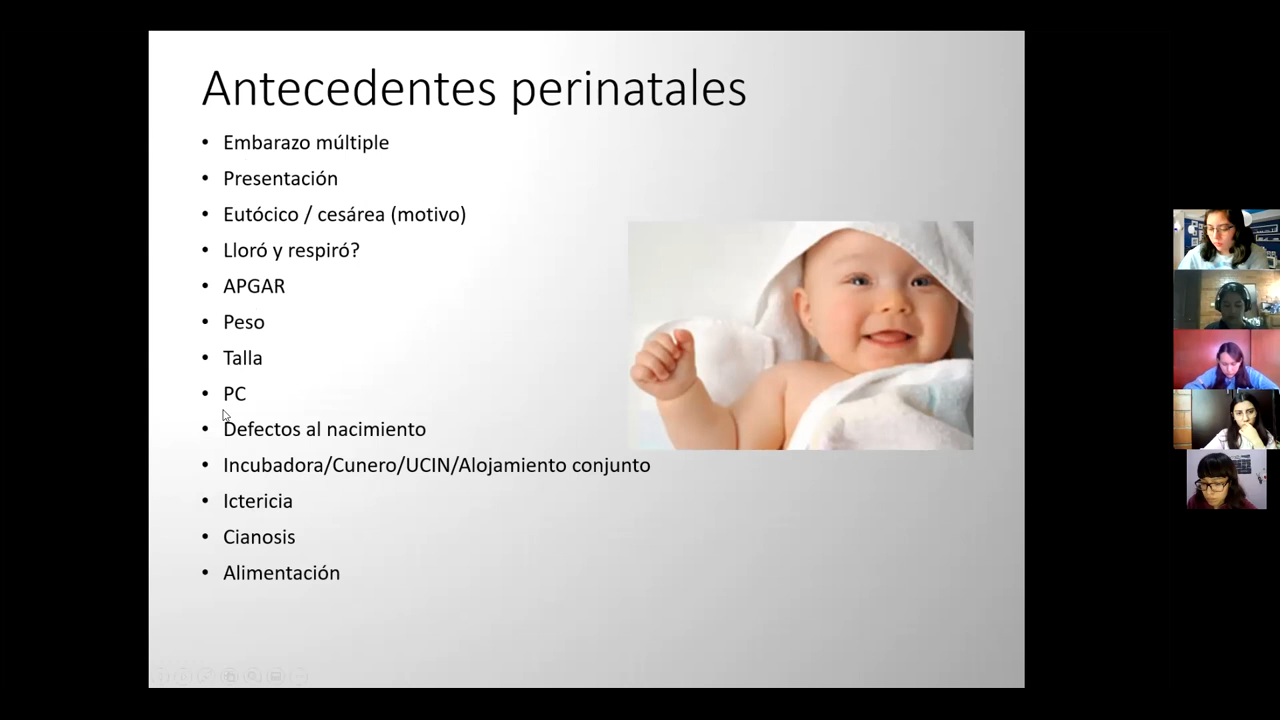 Antecedentes perinatales
• Embarazo múltiple
• Presentación
• Eutócico / cesárea (motivo)
• Lloró y respiró?
• APGAR
• Peso
• Talla
• PC
• Defectos al nacimiento
• Incubadora/Cunero/UCIN/Alojamiento conjunto
• Ictericia
• Cianosis
• Alimentación